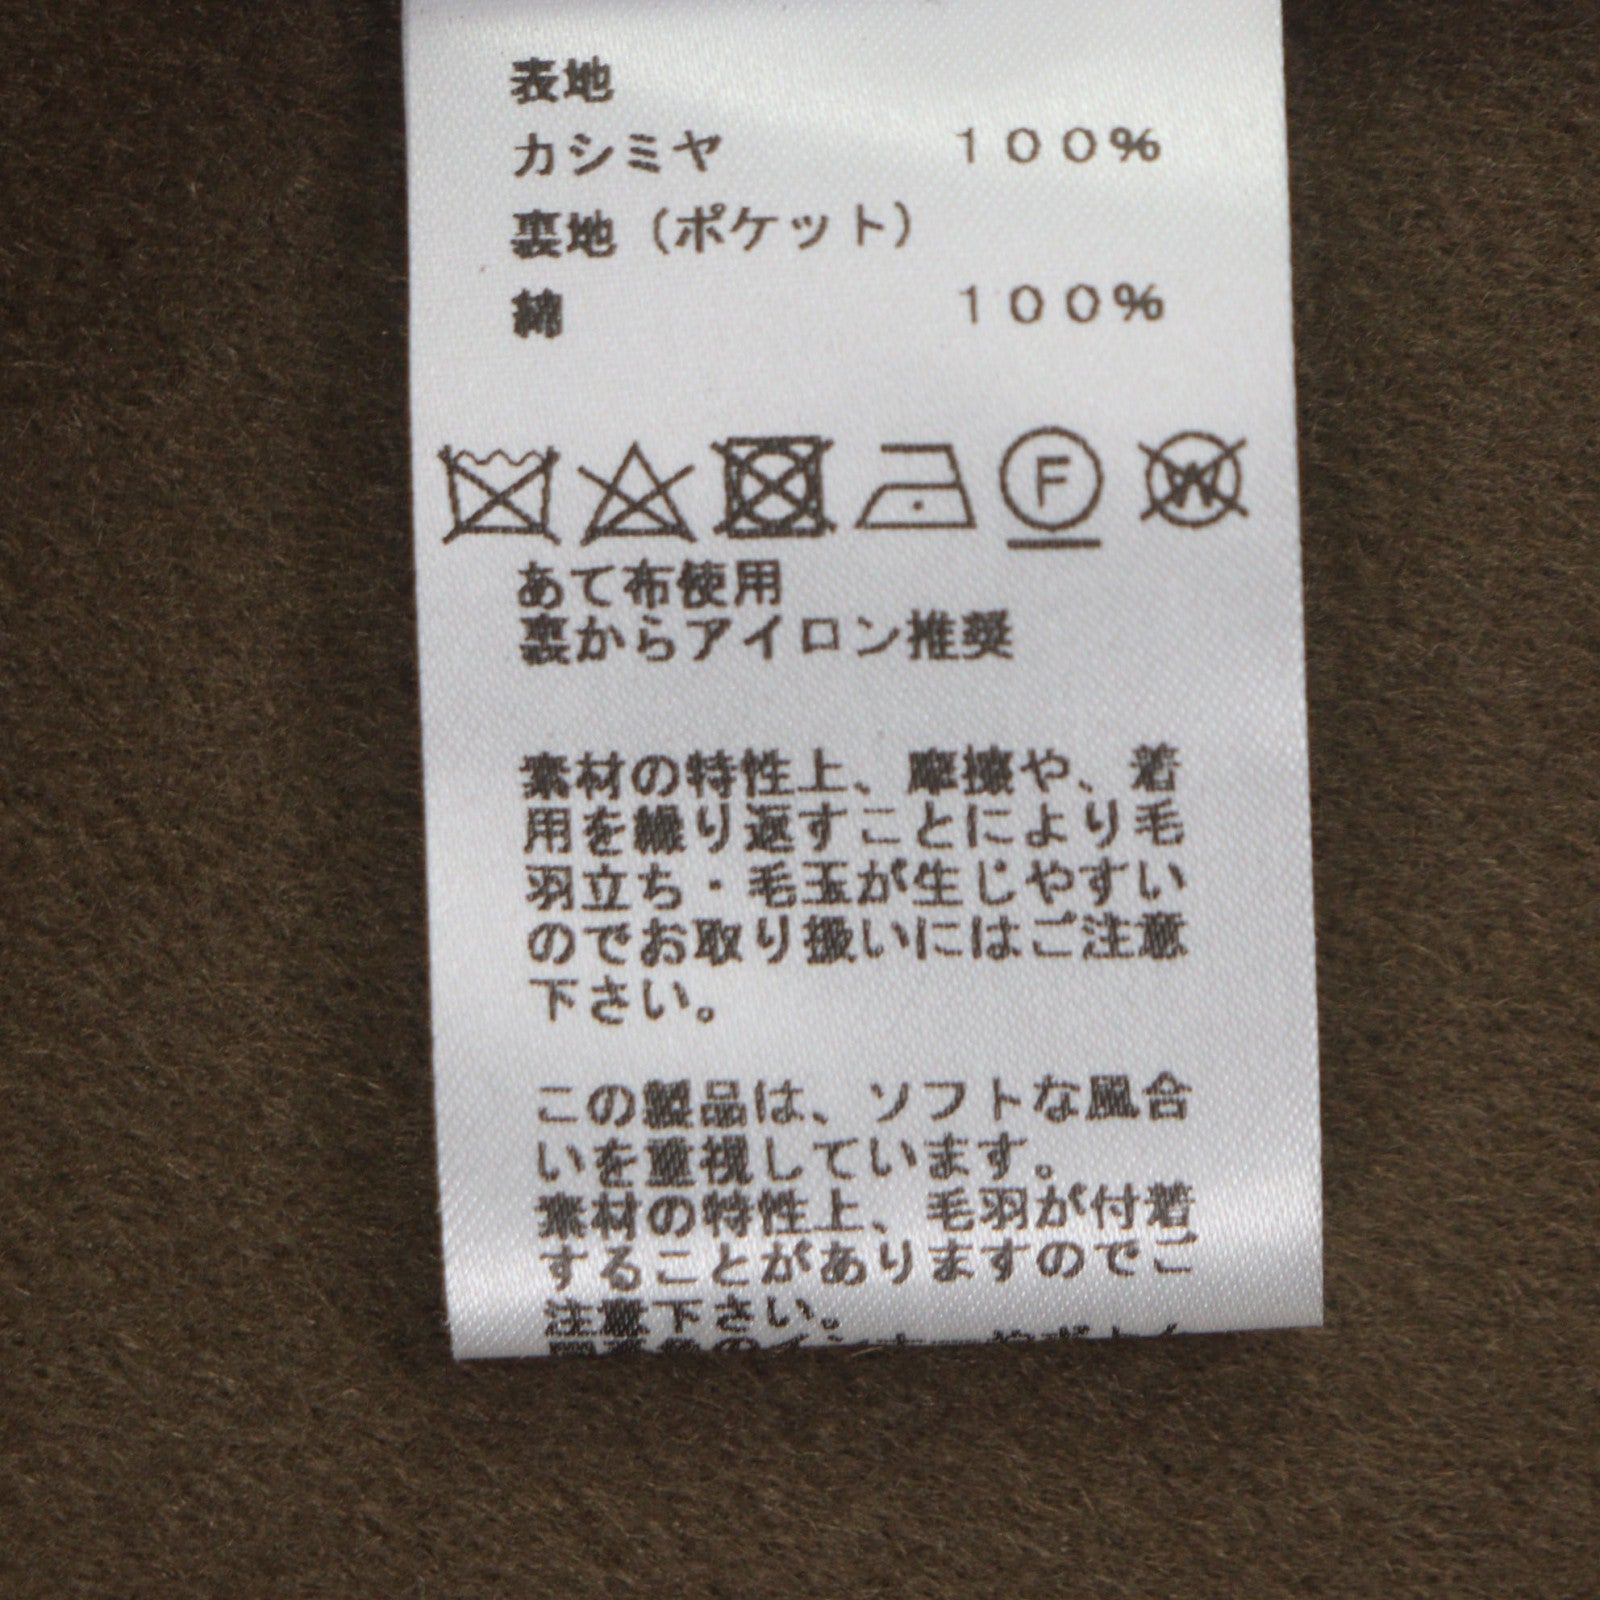 表地
カシミヤ 100%
裏地(ポケット)
綿 100%
F W
あて布使用
裏からアイロン推奨
素材の特性上、摩擦や、着
用を繰り返すことにより毛
羽立ち・毛玉が生じやすい
のでお取り扱いにはご注意
下さい。
この製品は、ソフトな風合
いを重視しています。
素材の特性上、毛羽が付着
することがありますのでご
注意下さい。